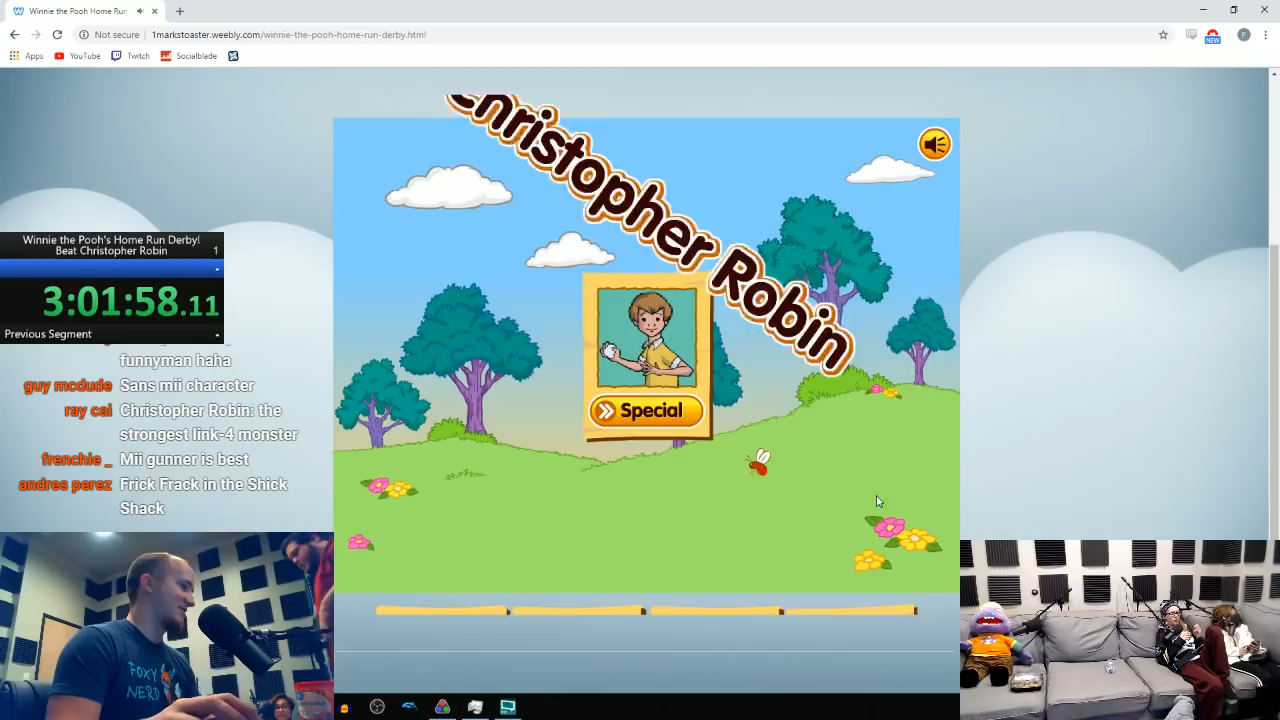 Winnie the Pooh Home Run
Not secure
1markstoaster.weebly.com/winnie-the-pooh-home-run-derby.html
NEW
F
Apps
YouTube
Twitch
Socialblade
Christopher Robin
Special
Winnie the Pooh's Home Run Derby!
Beat Christopher Robin 1
-
3:01:58.11
Previous Segment -
funnyman haha
guy mcdude Sans mii character
ray cai Christopher Robin: the
strongest link-4 monster
frenchie_ Mii gunner is best
andres perez Frick Frack in the Shick
Shack
FOXY
NERD